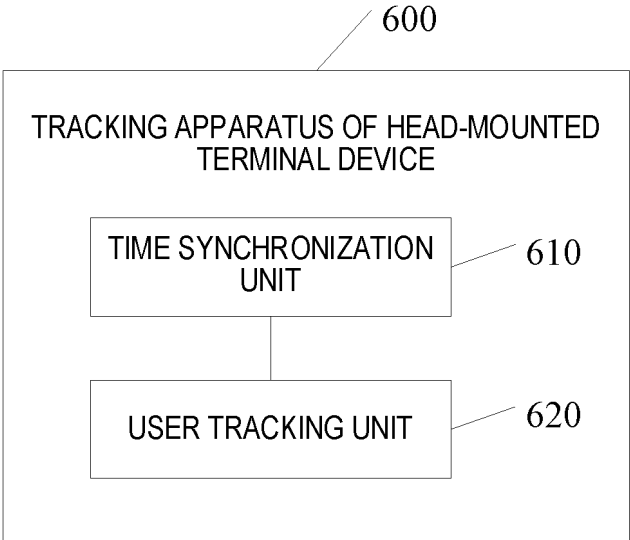 600
TRACKING APPARATUS OF HEAD-MOUNTED
TERMINAL DEVICE
TIME SYNCHRONIZATION
UNIT
610
USER TRACKING UNIT
620